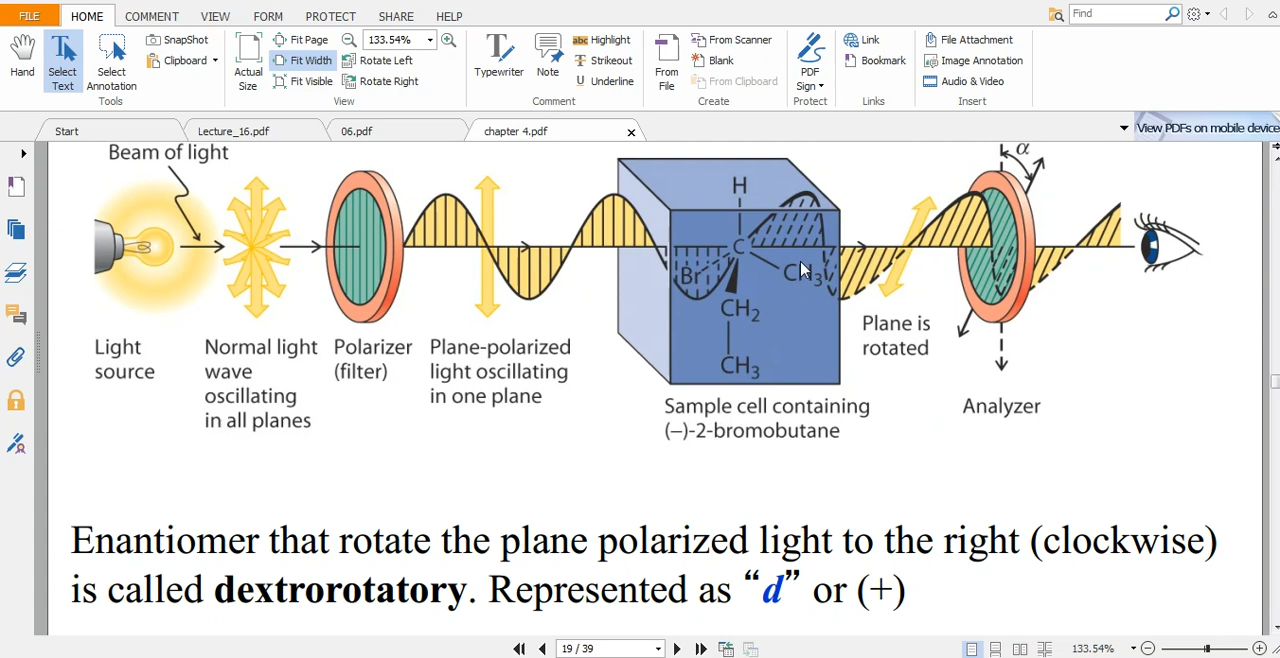 FILE HOME COMMENT VIEW FORM PROTECT SHARE HELP Find
SnapShot Fit Page 133.54% Highlight From Scanner Link File Attachment
Clipboard Fit Width Rotate Left Strikeout Blank Bookmark Image Annotation
Hand Select Text Select Annotation Actual Size Fit Visible Rotate Right Typewriter Note Underline From File From Clipboard PDF Sign Audio & Video
Tools View Comment Create Protect Links Insert
Start Lecture_16.pdf 06.pdf chapter 4.pdf View PDFs on mobile device
Beam of light
α
H
C
Br
CH3
CH2
CH3
Light source
Normal light wave oscillating in all planes
Polarizer (filter)
Plane-polarized light oscillating in one plane
Sample cell containing (−)-2-bromobutane
Plane is rotated
Analyzer
Enantiomer that rotate the plane polarized light to the right (clockwise)
is called dextrorotatory. Represented as “d” or (+)
19 / 39 133.54%